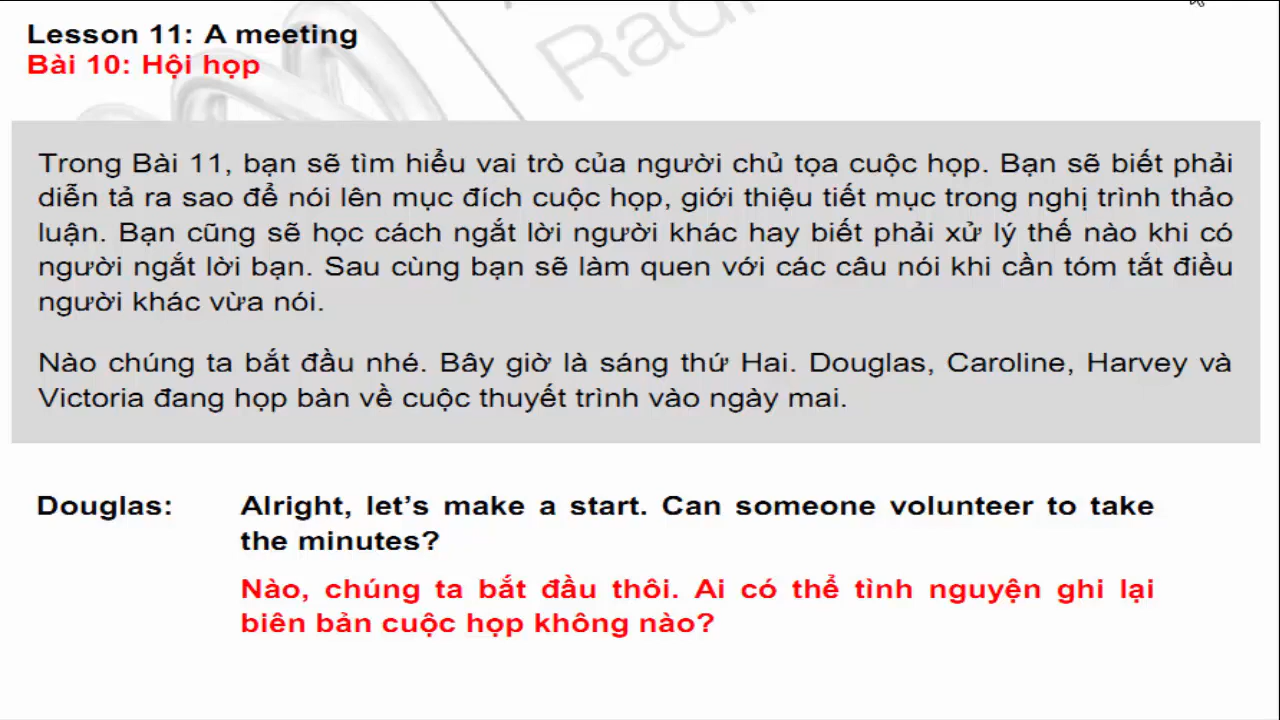 Lesson 11: A meeting
Bài 10: Hội họp
Trong Bài 11, bạn sẽ tìm hiểu vai trò của người chủ tọa cuộc họp. Bạn sẽ biết phải
diễn tả ra sao để nói lên mục đích cuộc họp, giới thiệu tiết mục trong nghị trình thảo
luận. Bạn cũng sẽ học cách ngắt lời người khác hay biết phải xử lý thế nào khi có
người ngắt lời bạn. Sau cùng bạn sẽ làm quen với các câu nói khi cần tóm tắt điều
người khác vừa nói.
Nào chúng ta bắt đầu nhé. Bây giờ là sáng thứ Hai. Douglas, Caroline, Harvey và
Victoria đang họp bàn về cuộc thuyết trình vào ngày mai.
Douglas: Alright, let's make a start. Can someone volunteer to take
the minutes?
Nào, chúng ta bắt đầu thôi. Ai có thể tình nguyện ghi lại
biên bản cuộc họp không nào?